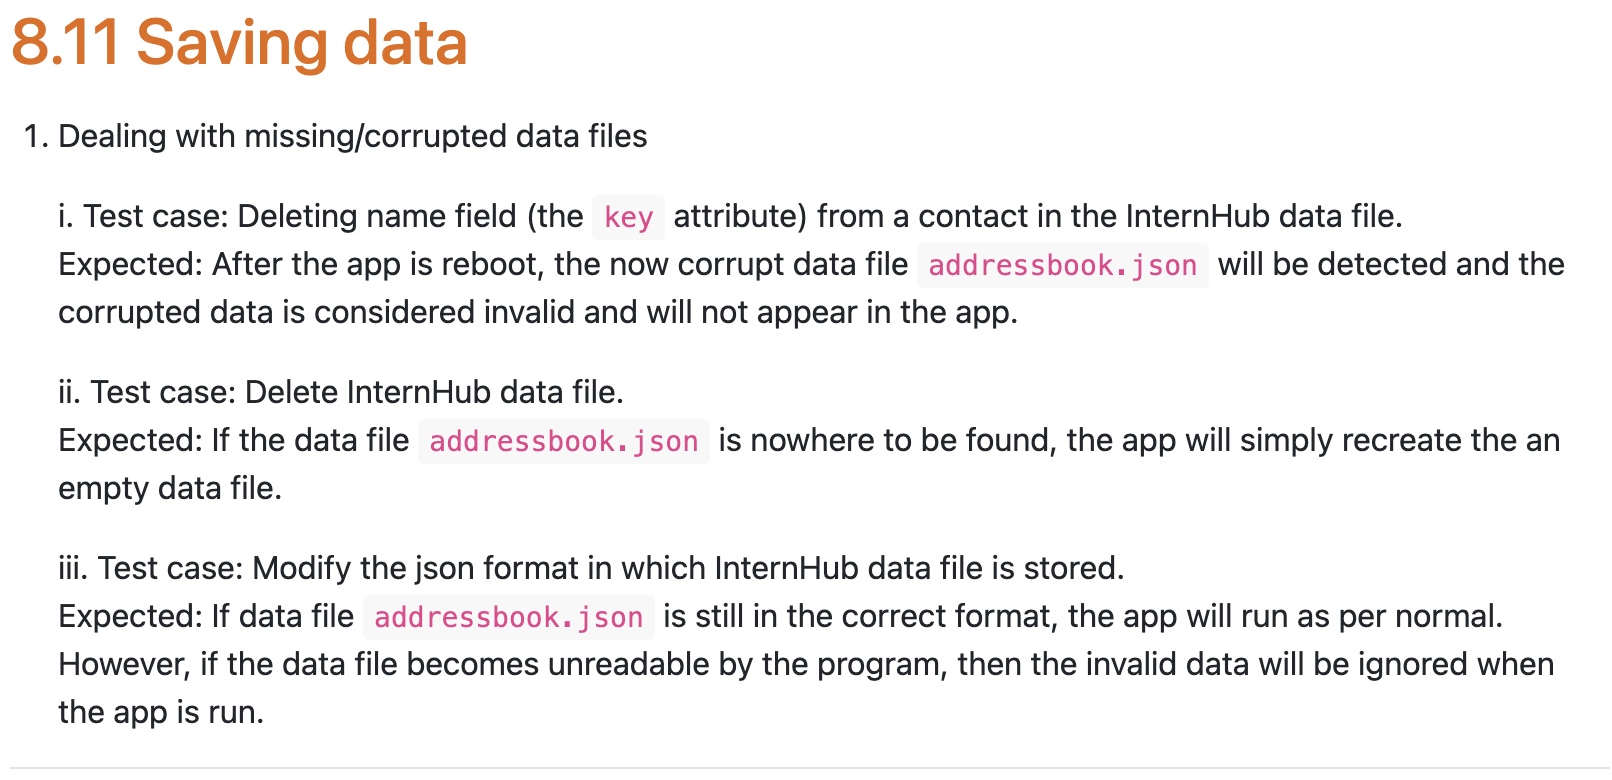 8.11 Saving data
1. Dealing with missing/corrupted data files
i. Test case: Deleting name field (the key attribute) from a contact in the InternHub data file.
Expected: After the app is reboot, the now corrupt data file addressbook.json will be detected and the
corrupted data is considered invalid and will not appear in the app.
ii. Test case: Delete InternHub data file.
Expected: If the data file addressbook.json is nowhere to be found, the app will simply recreate the an
empty data file.
iii. Test case: Modify the json format in which InternHub data file is stored.
Expected: If data file addressbook.json is still in the correct format, the app will run as per normal.
However, if the data file becomes unreadable by the program, then the invalid data will be ignored when
the app is run.